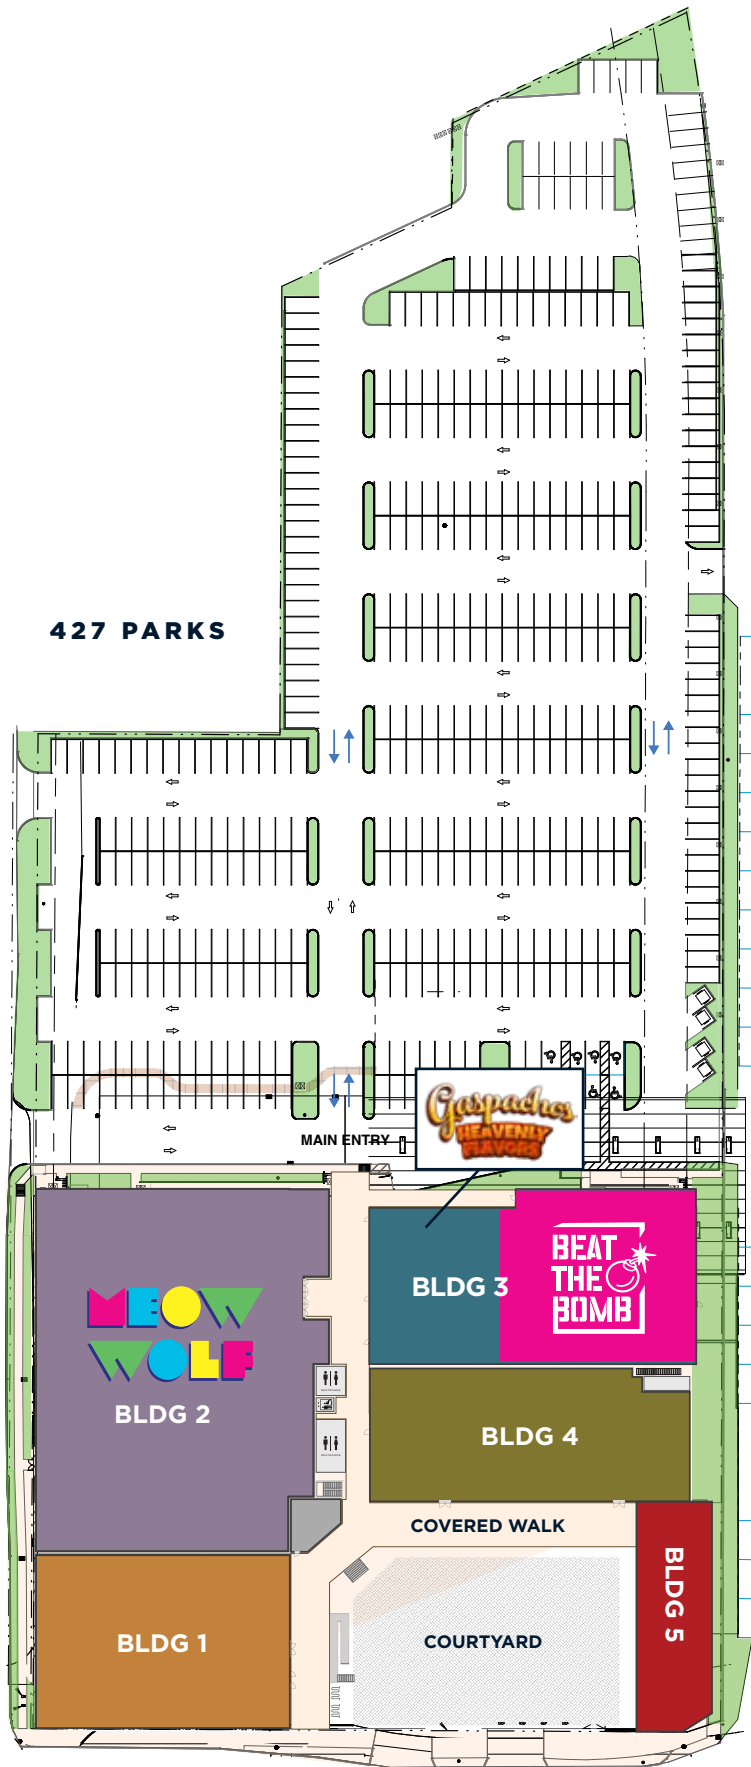 427 PARKS
Gaspachos
HEAVENLY
FLAVORS
MAIN ENTRY
MEOW
WOLF
BLDG 2
BLDG 3
BEAT
THE
BOMB
BLDG 4
COVERED WALK
BLDG 1
COURTYARD
BLDG 5